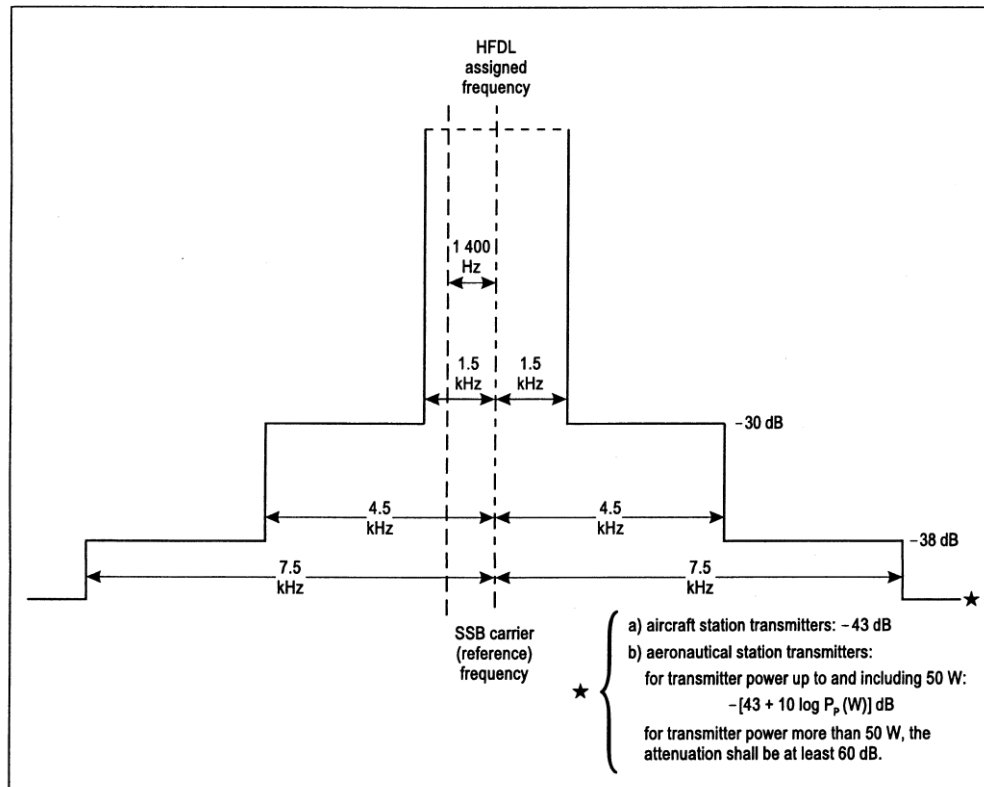 HFDL
assigned
frequency
1 400
Hz
1.5
kHz
1.5
kHz
−30 dB
4.5
kHz
4.5
kHz
−38 dB
7.5
kHz
7.5
kHz
★
SSB carrier
(reference)
frequency
★
a) aircraft station transmitters: −43 dB
b) aeronautical station transmitters:
for transmitter power up to and including 50 W:
−[43 + 10 log Pₚ (W)] dB
for transmitter power more than 50 W, the
attenuation shall be at least 60 dB.